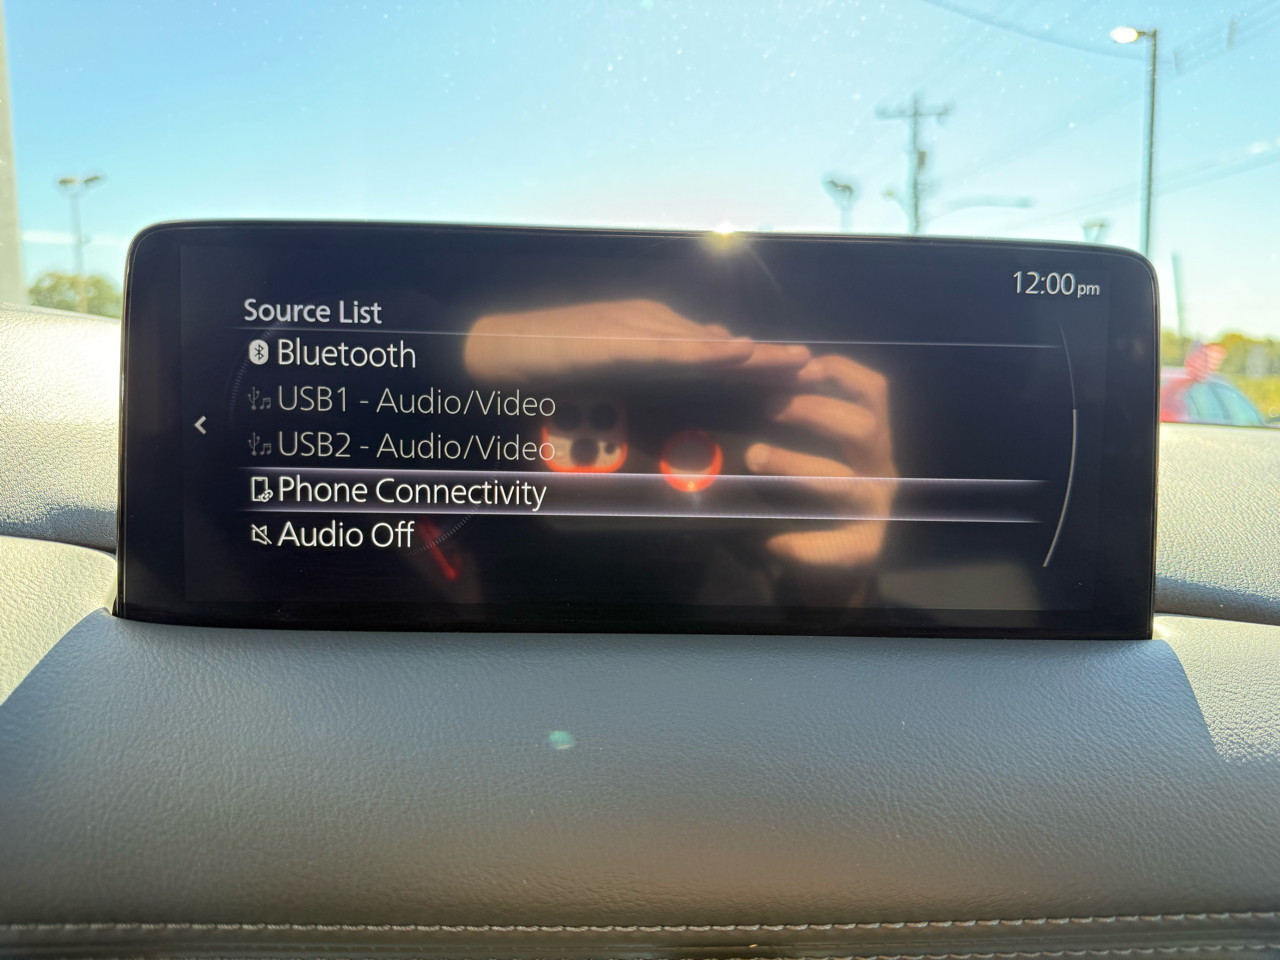 12:00pm
Source List
Bluetooth
USB1 - Audio/Video
USB2 - Audio/Video
Phone Connectivity
Audio Off